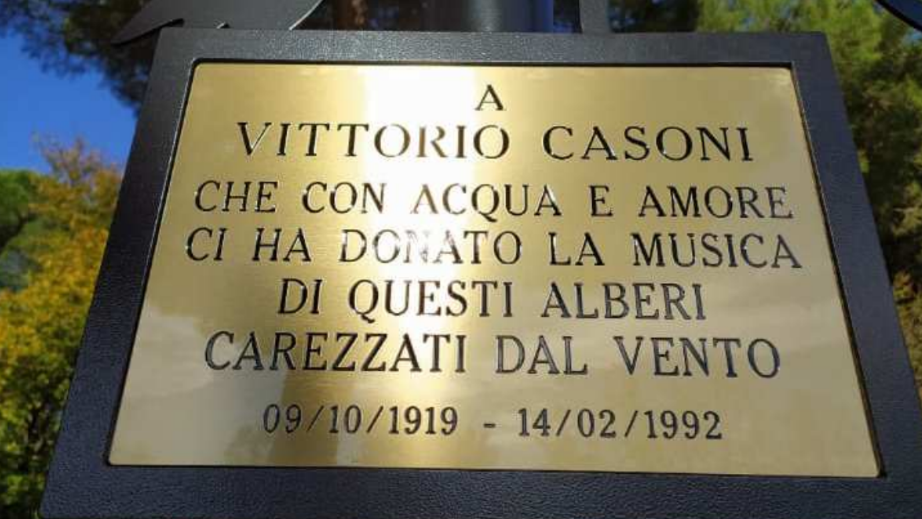 A
VITTORIO CASONI
CHE CON ACQUA E AMORE
CI HA DONATO LA MUSICA
DI QUESTI ALBERI
CAREZZATI DAL VENTO
09/10/1919 - 14/02/1992